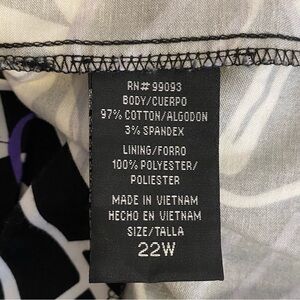 RN# 99093
BODY/CUERPO
97% COTTON/ALGODON
3% SPANDEX
LINING/FORRO
100% POLYESTER/
POLIESTER
MADE IN VIETNAM
HECHO EN VIETNAM
SIZE/TALLA
22W